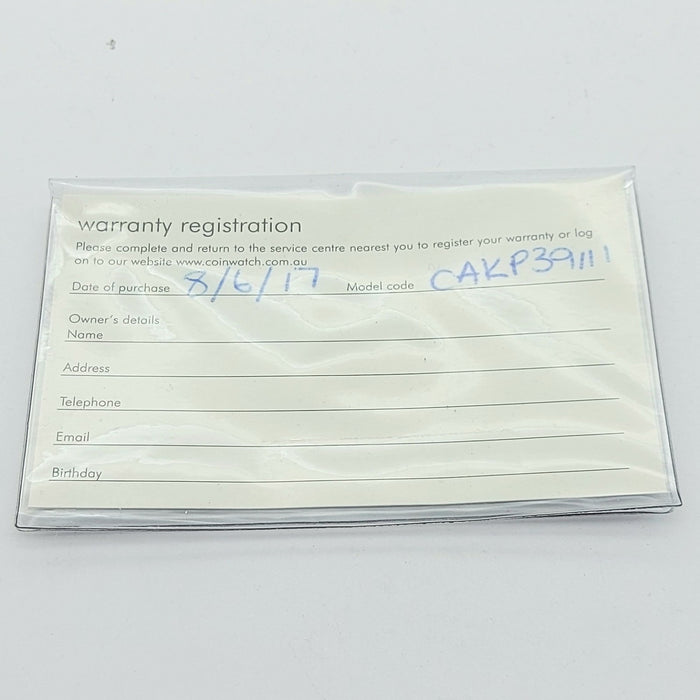 warranty registration
Please complete and return to the service centre nearest you to register your warranty or log
on to our website www.coinwatch.com.au
Date of purchase 8/6/17 Model code CAKP39111
Owner's details
Name
Address
Telephone
Email
Birthday